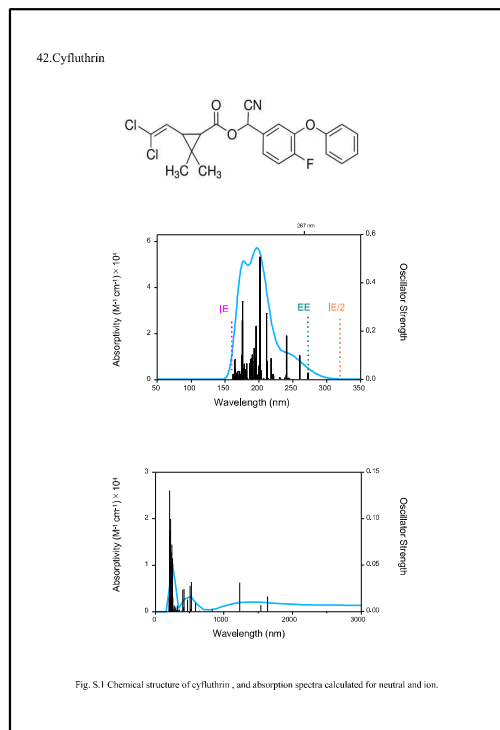 42.Cyfluthrin
O
CN
Cl
O
O
Cl
F
H₃C
CH₃
267 nm
6
0.6
4
0.4
2
0.2
0
0.0
IE
EE
IE/2
50
100
150
200
250
300
350
Absorptivity (M⁻¹ cm⁻¹) × 10⁴
Oscillator Strength
Wavelength (nm)
3
0.15
2
0.10
1
0.05
0
0.00
0
1000
2000
3000
Absorptivity (M⁻¹ cm⁻¹) × 10⁴
Oscillator Strength
Wavelength (nm)
Fig. S.1 Chemical structure of cyfluthrin , and absorption spectra calculated for neutral and ion.